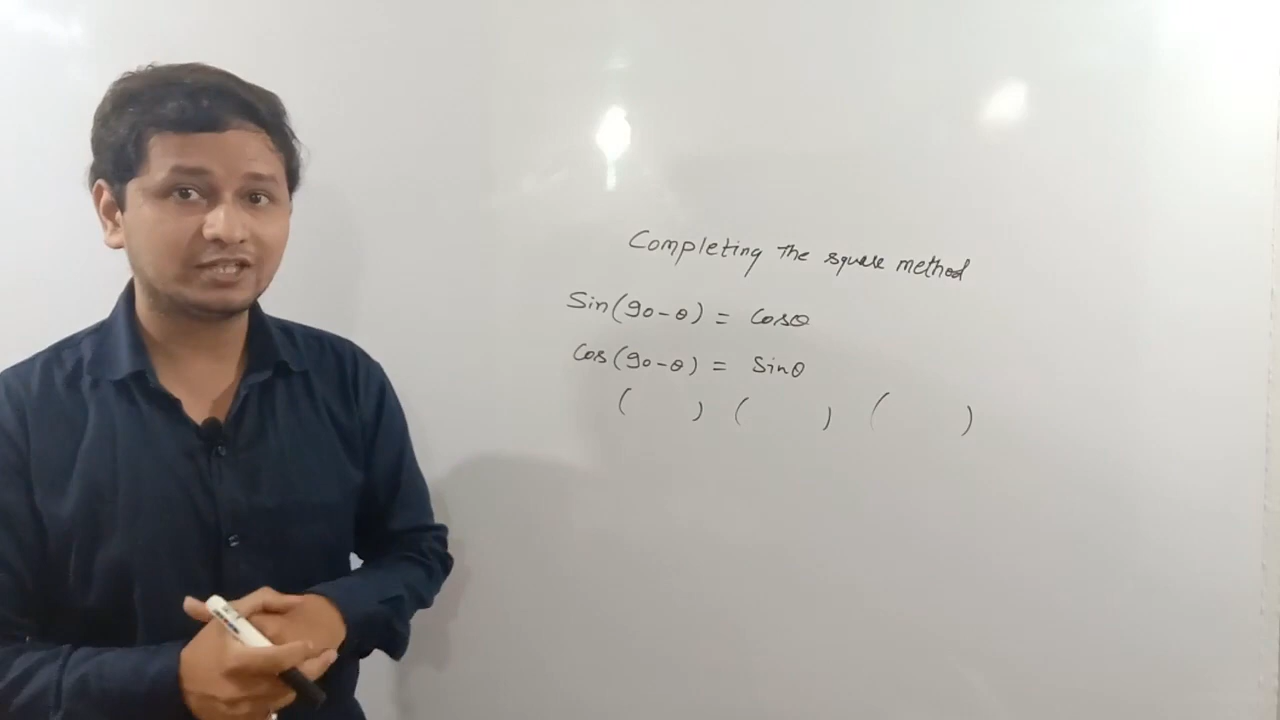 Completing the square method
Sin(90-θ) = Cosθ
Cos(90-θ) = Sinθ
( ) ( ) ( )